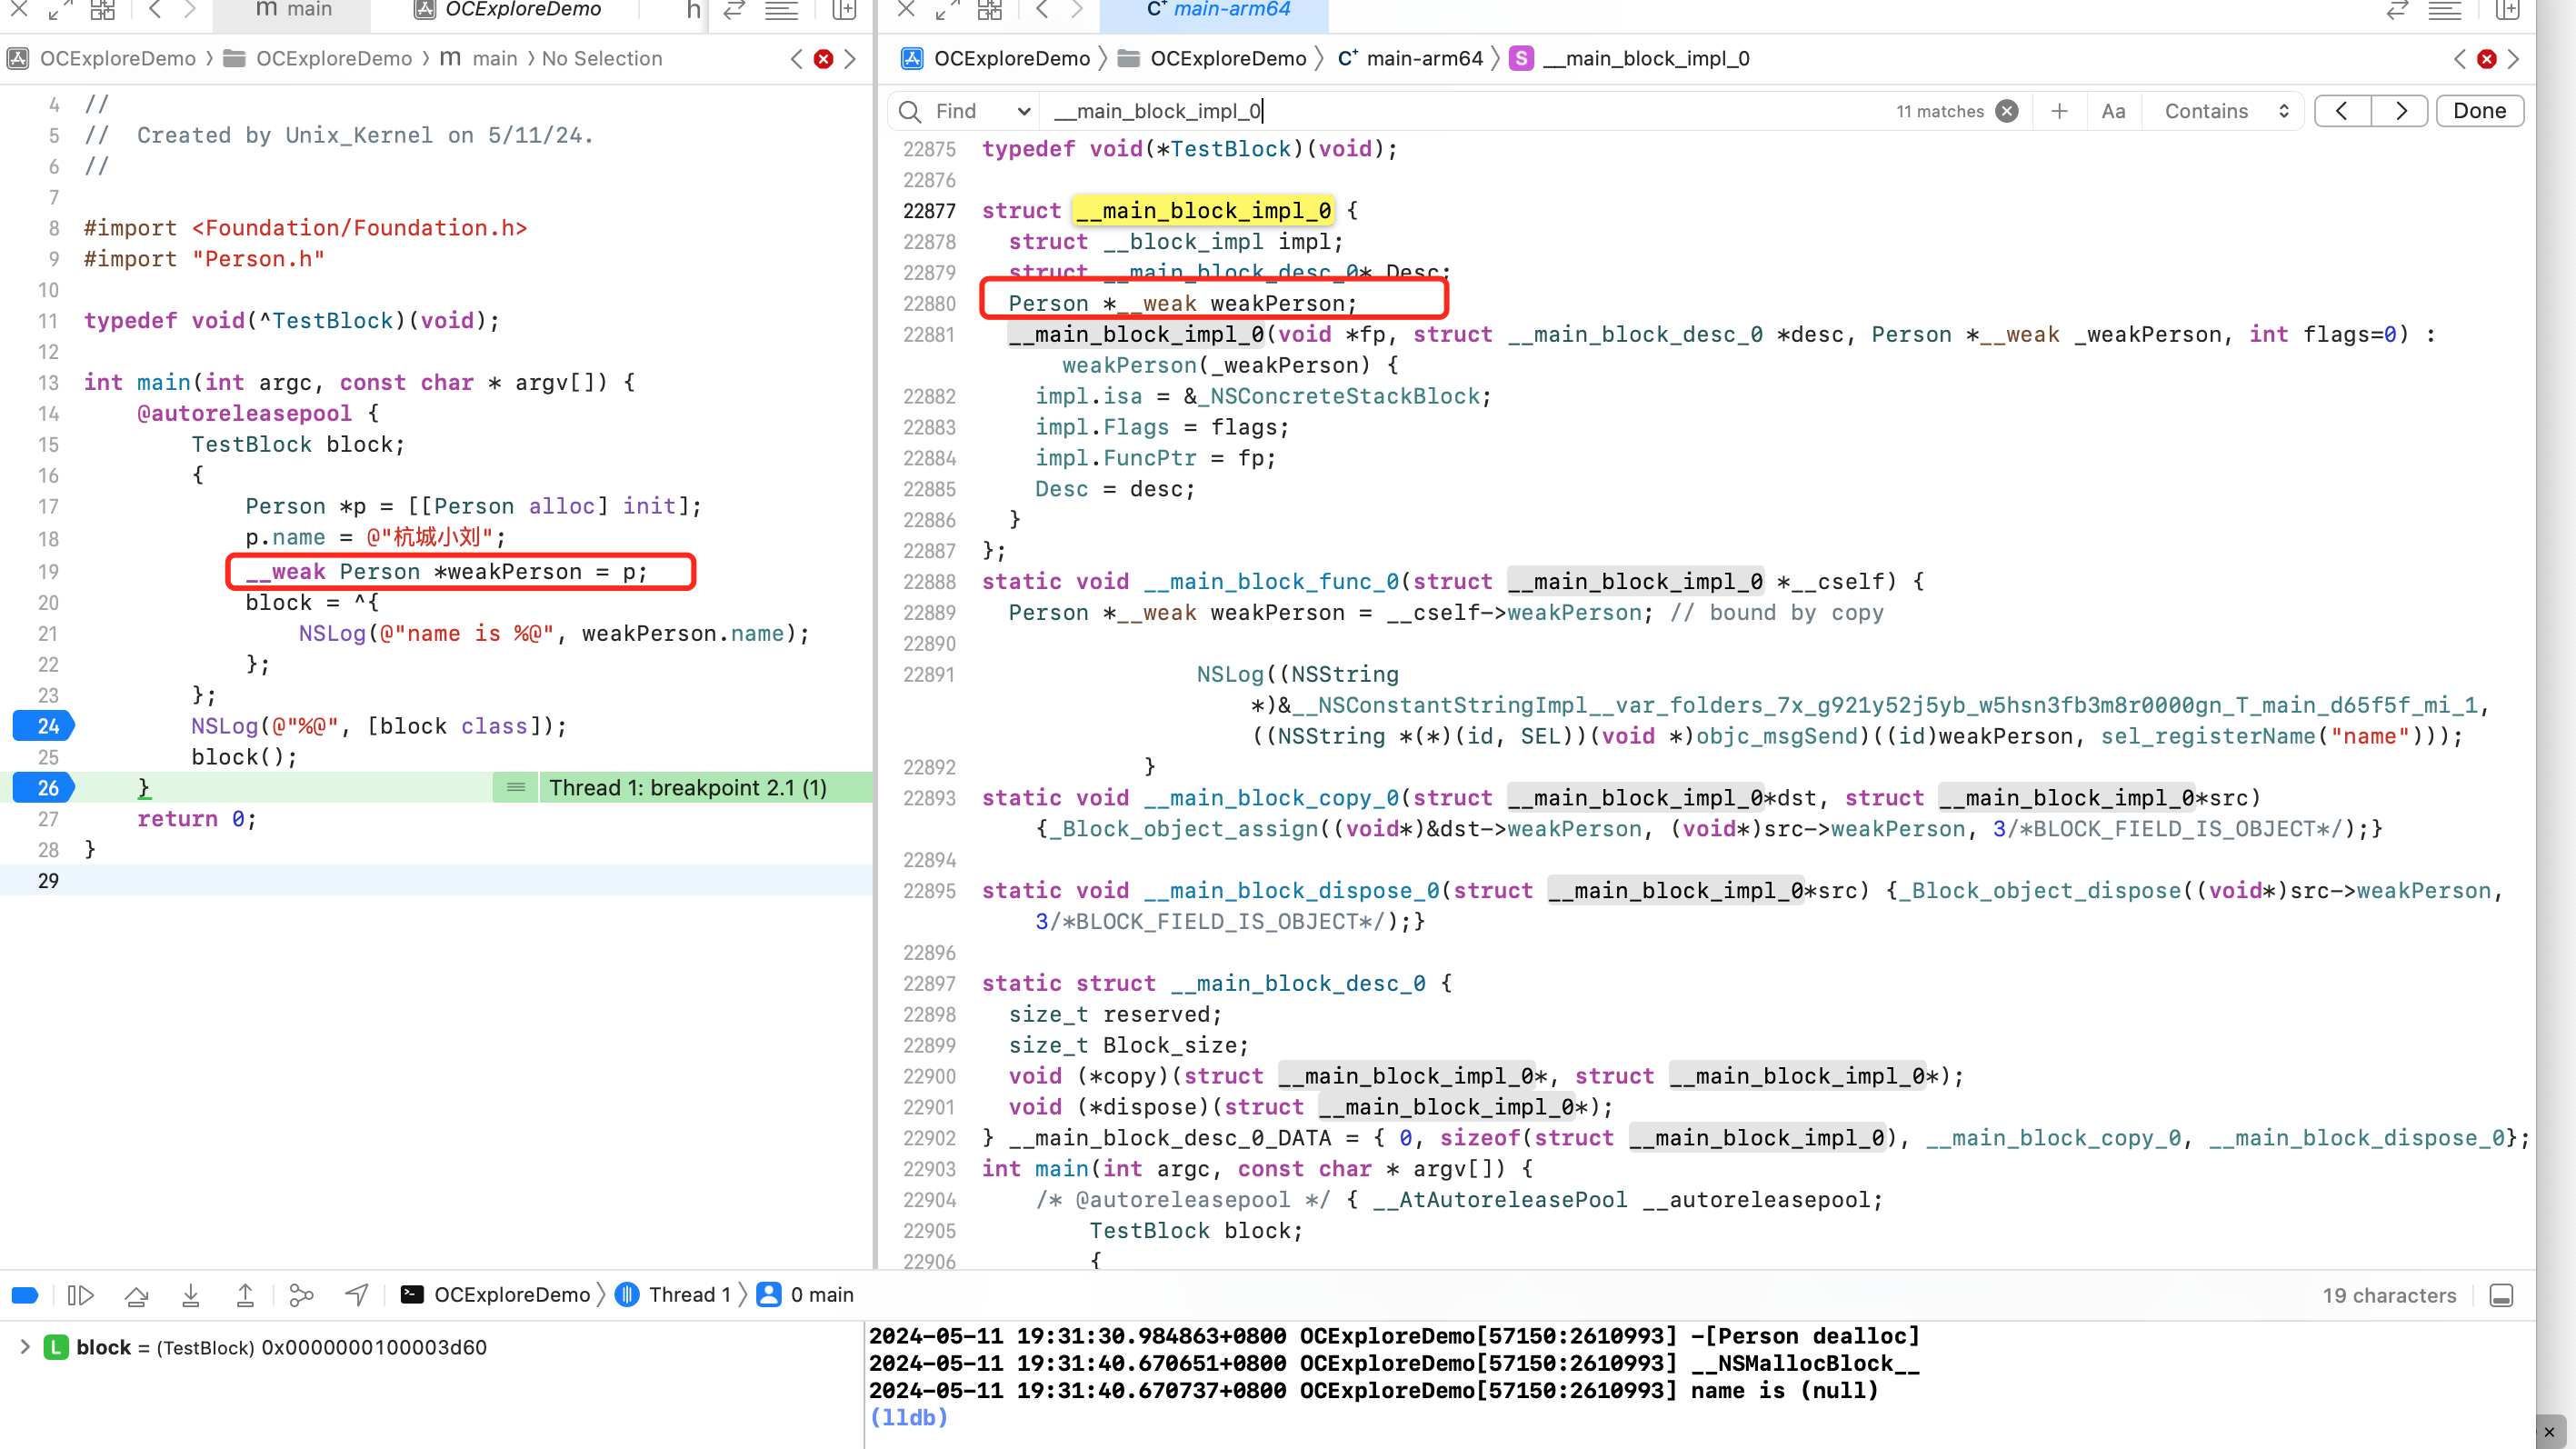 m main
OCExploreDemo
h
OCExploreDemo 〉 OCExploreDemo 〉 m main 〉 No Selection
4 //
5 //  Created by Unix_Kernel on 5/11/24.
6 //
7
8 #import <Foundation/Foundation.h>
9 #import "Person.h"
10
11 typedef void(^TestBlock)(void);
12
13 int main(int argc, const char * argv[]) {
14     @autoreleasepool {
15         TestBlock block;
16         {
17             Person *p = [[Person alloc] init];
18             p.name = @"杭城小刘";
19             __weak Person *weakPerson = p;
20             block = ^{
21                 NSLog(@"name is %@", weakPerson.name);
22             };
23         };
24         NSLog(@"%@", [block class]);
25         block();
26     }
Thread 1: breakpoint 2.1 (1)
27     return 0;
28 }
29
C+ main-arm64
OCExploreDemo 〉 OCExploreDemo 〉 C+ main-arm64 〉 S __main_block_impl_0
Find
__main_block_impl_0
11 matches
Aa
Contains
Done
22875 typedef void(*TestBlock)(void);
22876
22877 struct __main_block_impl_0 {
22878   struct __block_impl impl;
22879   struct __main_block_desc_0* Desc;
22880   Person *__weak weakPerson;
22881   __main_block_impl_0(void *fp, struct __main_block_desc_0 *desc, Person *__weak _weakPerson, int flags=0) :
weakPerson(_weakPerson) {
22882     impl.isa = &_NSConcreteStackBlock;
22883     impl.Flags = flags;
22884     impl.FuncPtr = fp;
22885     Desc = desc;
22886   }
22887 };
22888 static void __main_block_func_0(struct __main_block_impl_0 *__cself) {
22889   Person *__weak weakPerson = __cself->weakPerson; // bound by copy
22890
22891                 NSLog((NSString
*)&__NSConstantStringImpl__var_folders_7x_g921y52j5yb_w5hsn3fb3m8r0000gn_T_main_d65f5f_mi_1,
((NSString *(*)(id, SEL))(void *)objc_msgSend)((id)weakPerson, sel_registerName("name")));
22892             }
22893 static void __main_block_copy_0(struct __main_block_impl_0*dst, struct __main_block_impl_0*src)
{_Block_object_assign((void*)&dst->weakPerson, (void*)src->weakPerson, 3/*BLOCK_FIELD_IS_OBJECT*/);}
22894
22895 static void __main_block_dispose_0(struct __main_block_impl_0*src) {_Block_object_dispose((void*)src->weakPerson,
3/*BLOCK_FIELD_IS_OBJECT*/);}
22896
22897 static struct __main_block_desc_0 {
22898   size_t reserved;
22899   size_t Block_size;
22900   void (*copy)(struct __main_block_impl_0*, struct __main_block_impl_0*);
22901   void (*dispose)(struct __main_block_impl_0*);
22902 } __main_block_desc_0_DATA = { 0, sizeof(struct __main_block_impl_0), __main_block_copy_0, __main_block_dispose_0};
22903 int main(int argc, const char * argv[]) {
22904     /* @autoreleasepool */ { __AtAutoreleasePool __autoreleasepool;
22905         TestBlock block;
22906         {
OCExploreDemo 〉 Thread 1 〉 0 main
19 characters
L block = (TestBlock) 0x0000000100003d60
2024-05-11 19:31:30.984863+0800 OCExploreDemo[57150:2610993] -[Person dealloc]
2024-05-11 19:31:40.670651+0800 OCExploreDemo[57150:2610993] __NSMallocBlock__
2024-05-11 19:31:40.670737+0800 OCExploreDemo[57150:2610993] name is (null)
(lldb)